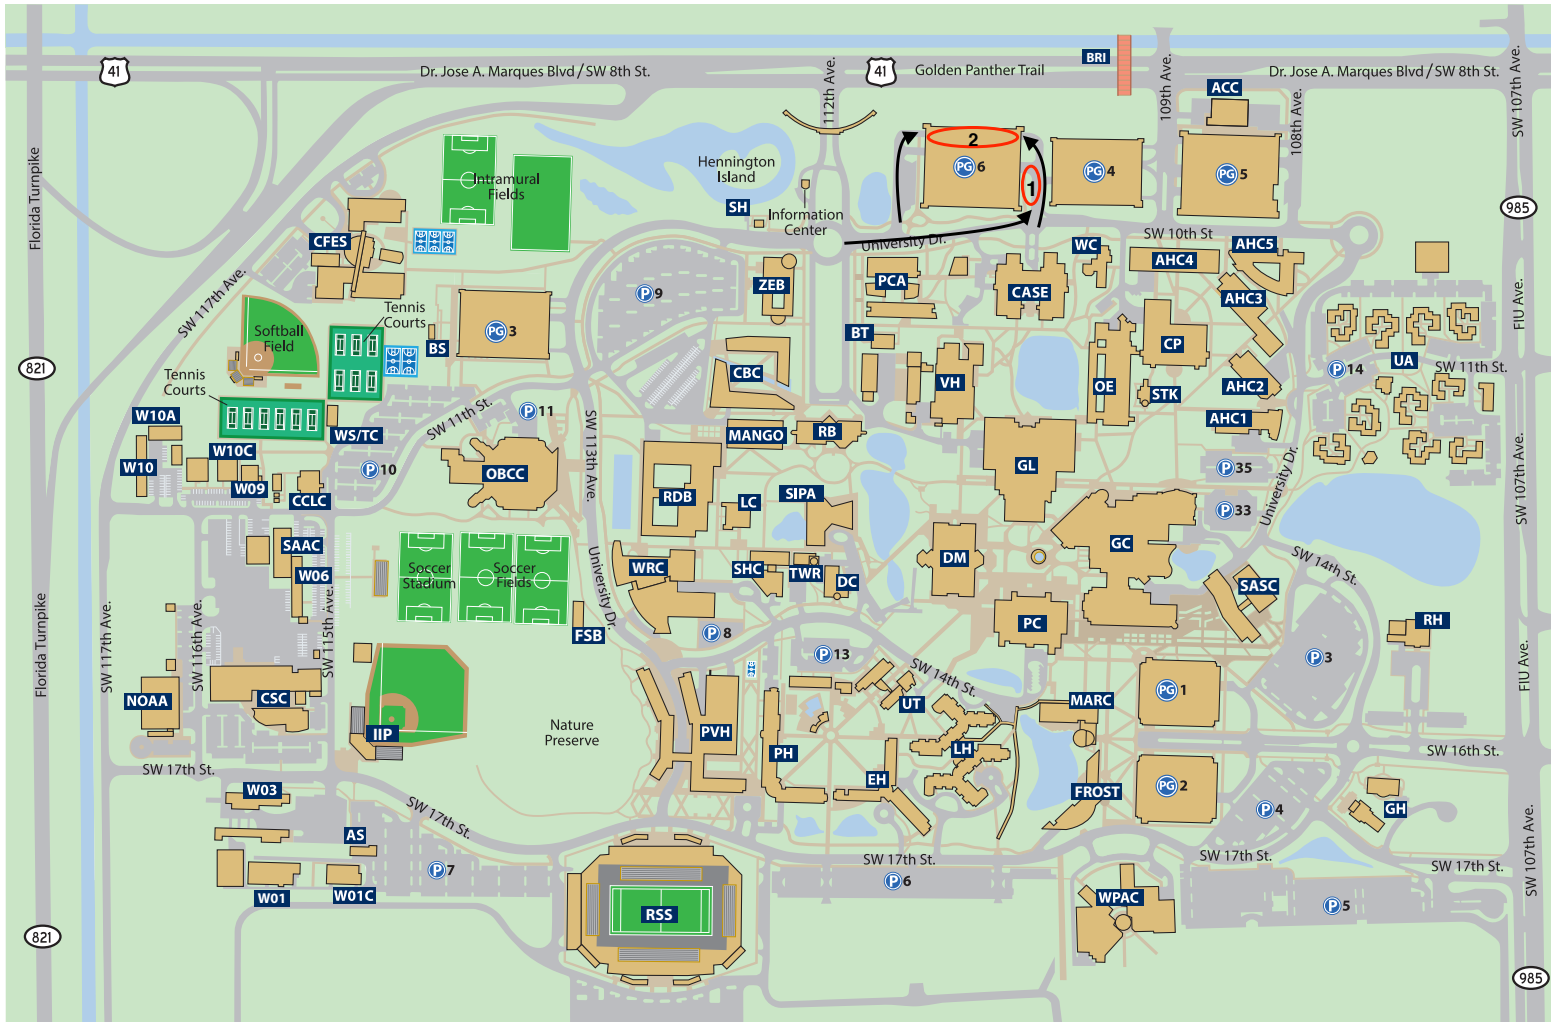 41
Dr. Jose A. Marques Blvd / SW 8th St.
41
Golden Panther Trail
BRI
Dr. Jose A. Marques Blvd / SW 8th St.
SW 107th Ave.
112th Ave.
109th Ave.
ACC
108th Ave.
Florida Turnpike
Intramural
Fields
Hennington
Island
SH
Information
Center
2
PG 6
1
PG 4
PG 5
985
University Dr.
SW 10th St
CFES
SW 117th Ave.
P 9
ZEB
PCA
CASE
WC
AHC4
AHC5
AHC3
FIU Ave.
Softball
Field
Tennis
Courts
BS
PG 3
BT
CP
821
Tennis
Courts
CBC
VH
OE
STK
AHC2
P 14
UA
SW 11th St.
W10A
WS/TC
SW 11th St.
P 11
SW 113th Ave.
MANGO
RB
AHC1
W10C
W10
W09
CCLC
P 10
OBCC
RDB
LC
SIPA
GL
P 35
P 33
University Dr.
SW 107th Ave.
SAAC
W06
Soccer
Stadium
Soccer
Fields
WRC
SHC
TWR
DC
DM
GC
SW 14th St.
SASC
University Dr.
FSB
P 8
PC
RH
Florida Turnpike
SW 117th Ave.
SW 116th Ave.
SW 115th Ave.
P 13
SW 14th St.
P 3
FIU Ave.
NOAA
CSC
IIP
Nature
Preserve
PVH
PH
UT
LH
MARC
PG 1
SW 16th St.
SW 17th St.
EH
FROST
PG 2
P 4
GH
W03
SW 17th St.
AS
P 7
SW 17th St.
SW 17th St.
SW 17th St.
SW 107th Ave.
W01
W01C
P 6
WPAC
P 5
RSS
821
985